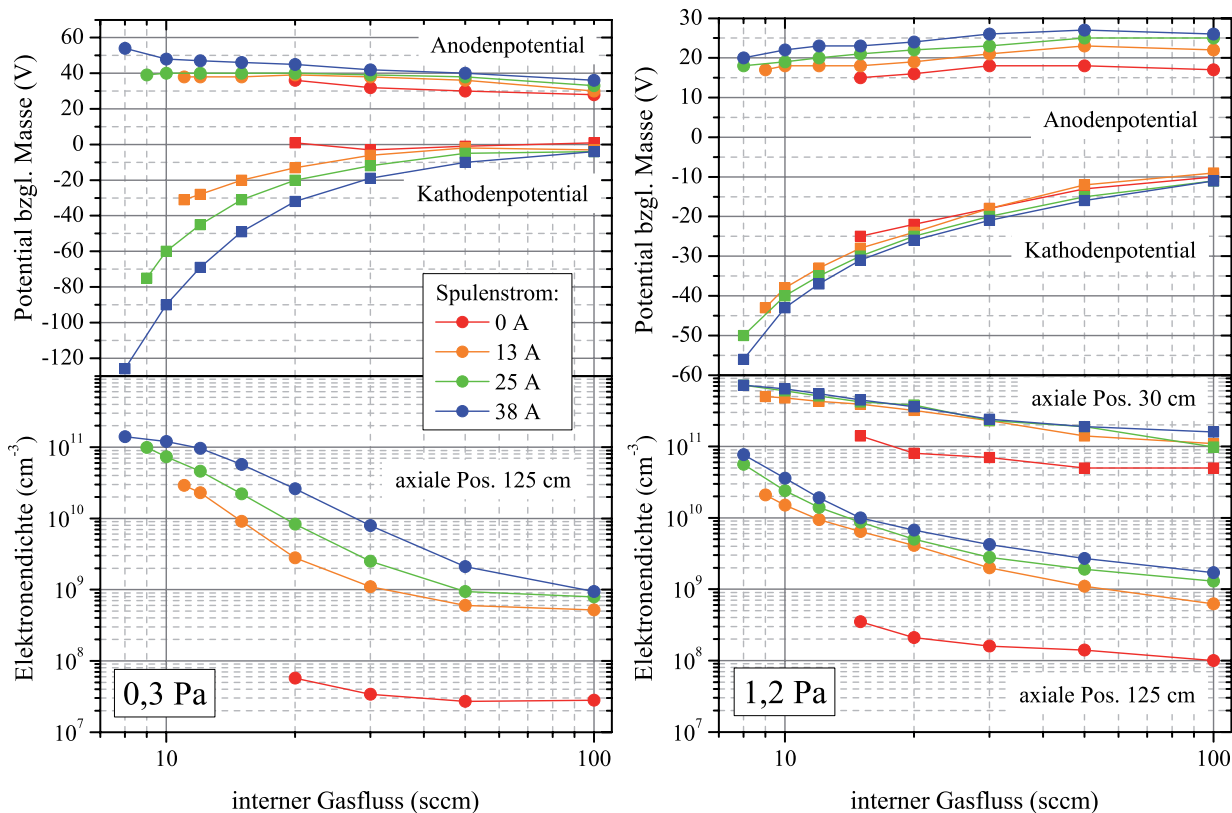 Potential bzgl. Masse (V)
60
40
20
0
-20
-40
-60
-80
-100
-120
Anodenpotential
Kathodenpotential
Spulenstrom:
0 A
13 A
25 A
38 A
Elektronendichte (cm-3)
10^11
10^10
10^9
10^8
10^7
axiale Pos. 125 cm
0,3 Pa
10
100
interner Gasfluss (sccm)
Potential bzgl. Masse (V)
30
25
20
15
10
5
0
-10
-20
-30
-40
-50
-60
Anodenpotential
Kathodenpotential
Elektronendichte (cm-3)
10^11
10^10
10^9
10^8
10^7
axiale Pos. 30 cm
1,2 Pa
axiale Pos. 125 cm
10
100
interner Gasfluss (sccm)